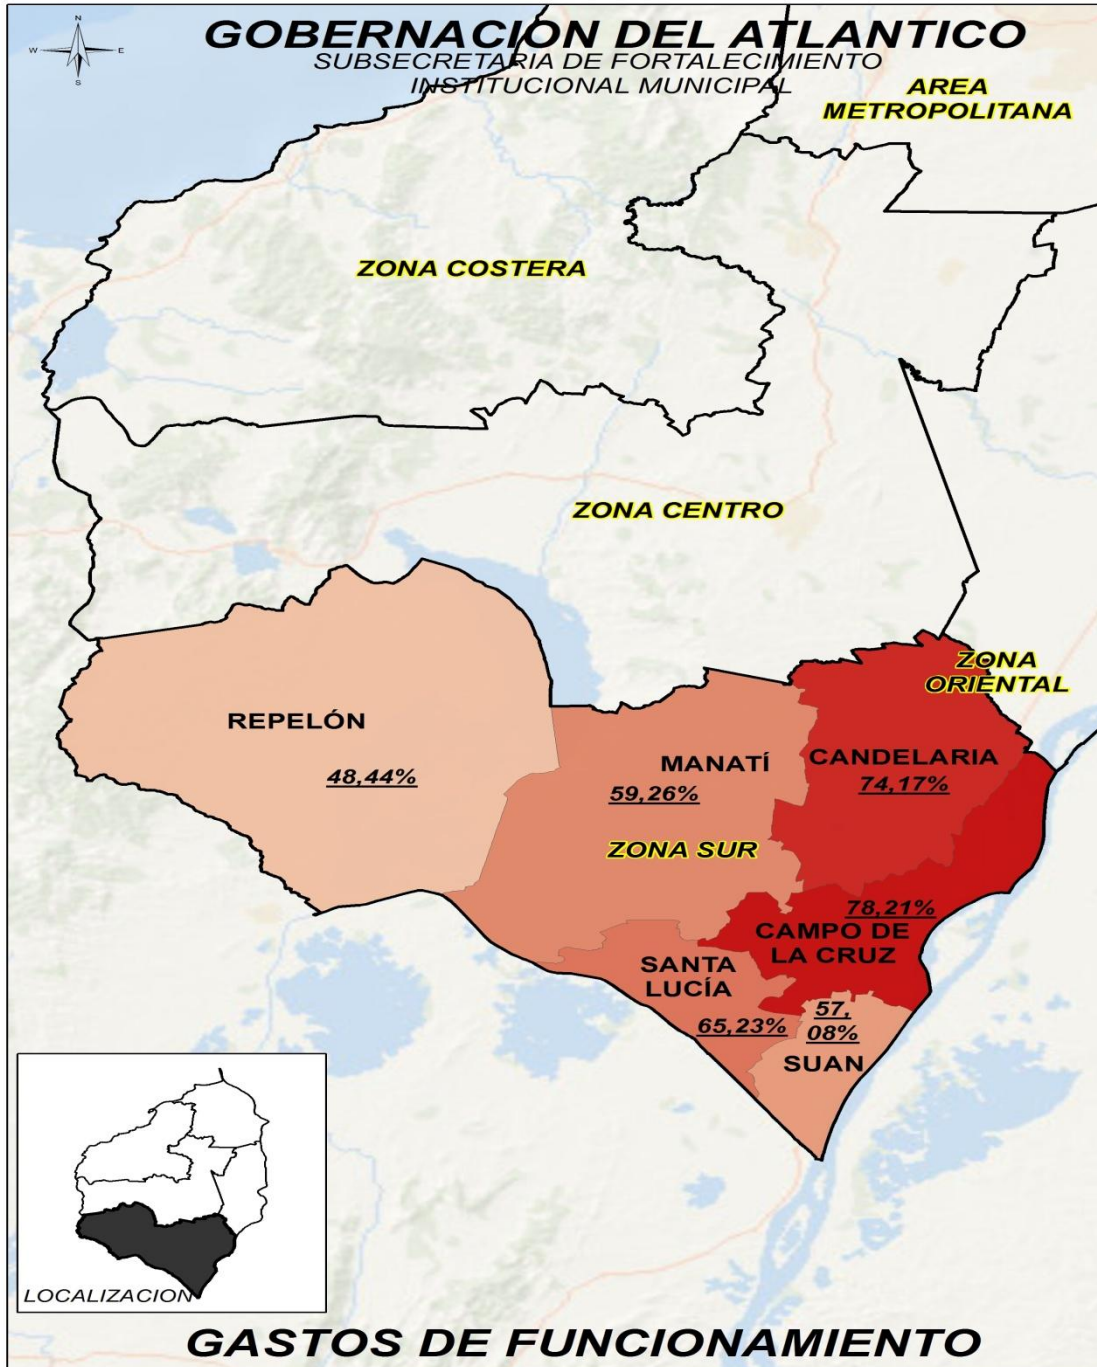 N
W
E
S
GOBERNACION DEL ATLANTICO
SUBSECRETARIA DE FORTALECIMIENTO
INSTITUCIONAL MUNICIPAL
AREA
METROPOLITANA
ZONA COSTERA
ZONA CENTRO
ZONA
ORIENTAL
REPELÓN
48,44%
MANATÍ
59,26%
CANDELARIA
74,17%
ZONA SUR
78,21%
CAMPO DE
LA CRUZ
SANTA
LUCÍA
65,23%
57,
08%
SUAN
LOCALIZACION
GASTOS DE FUNCIONAMIENTO